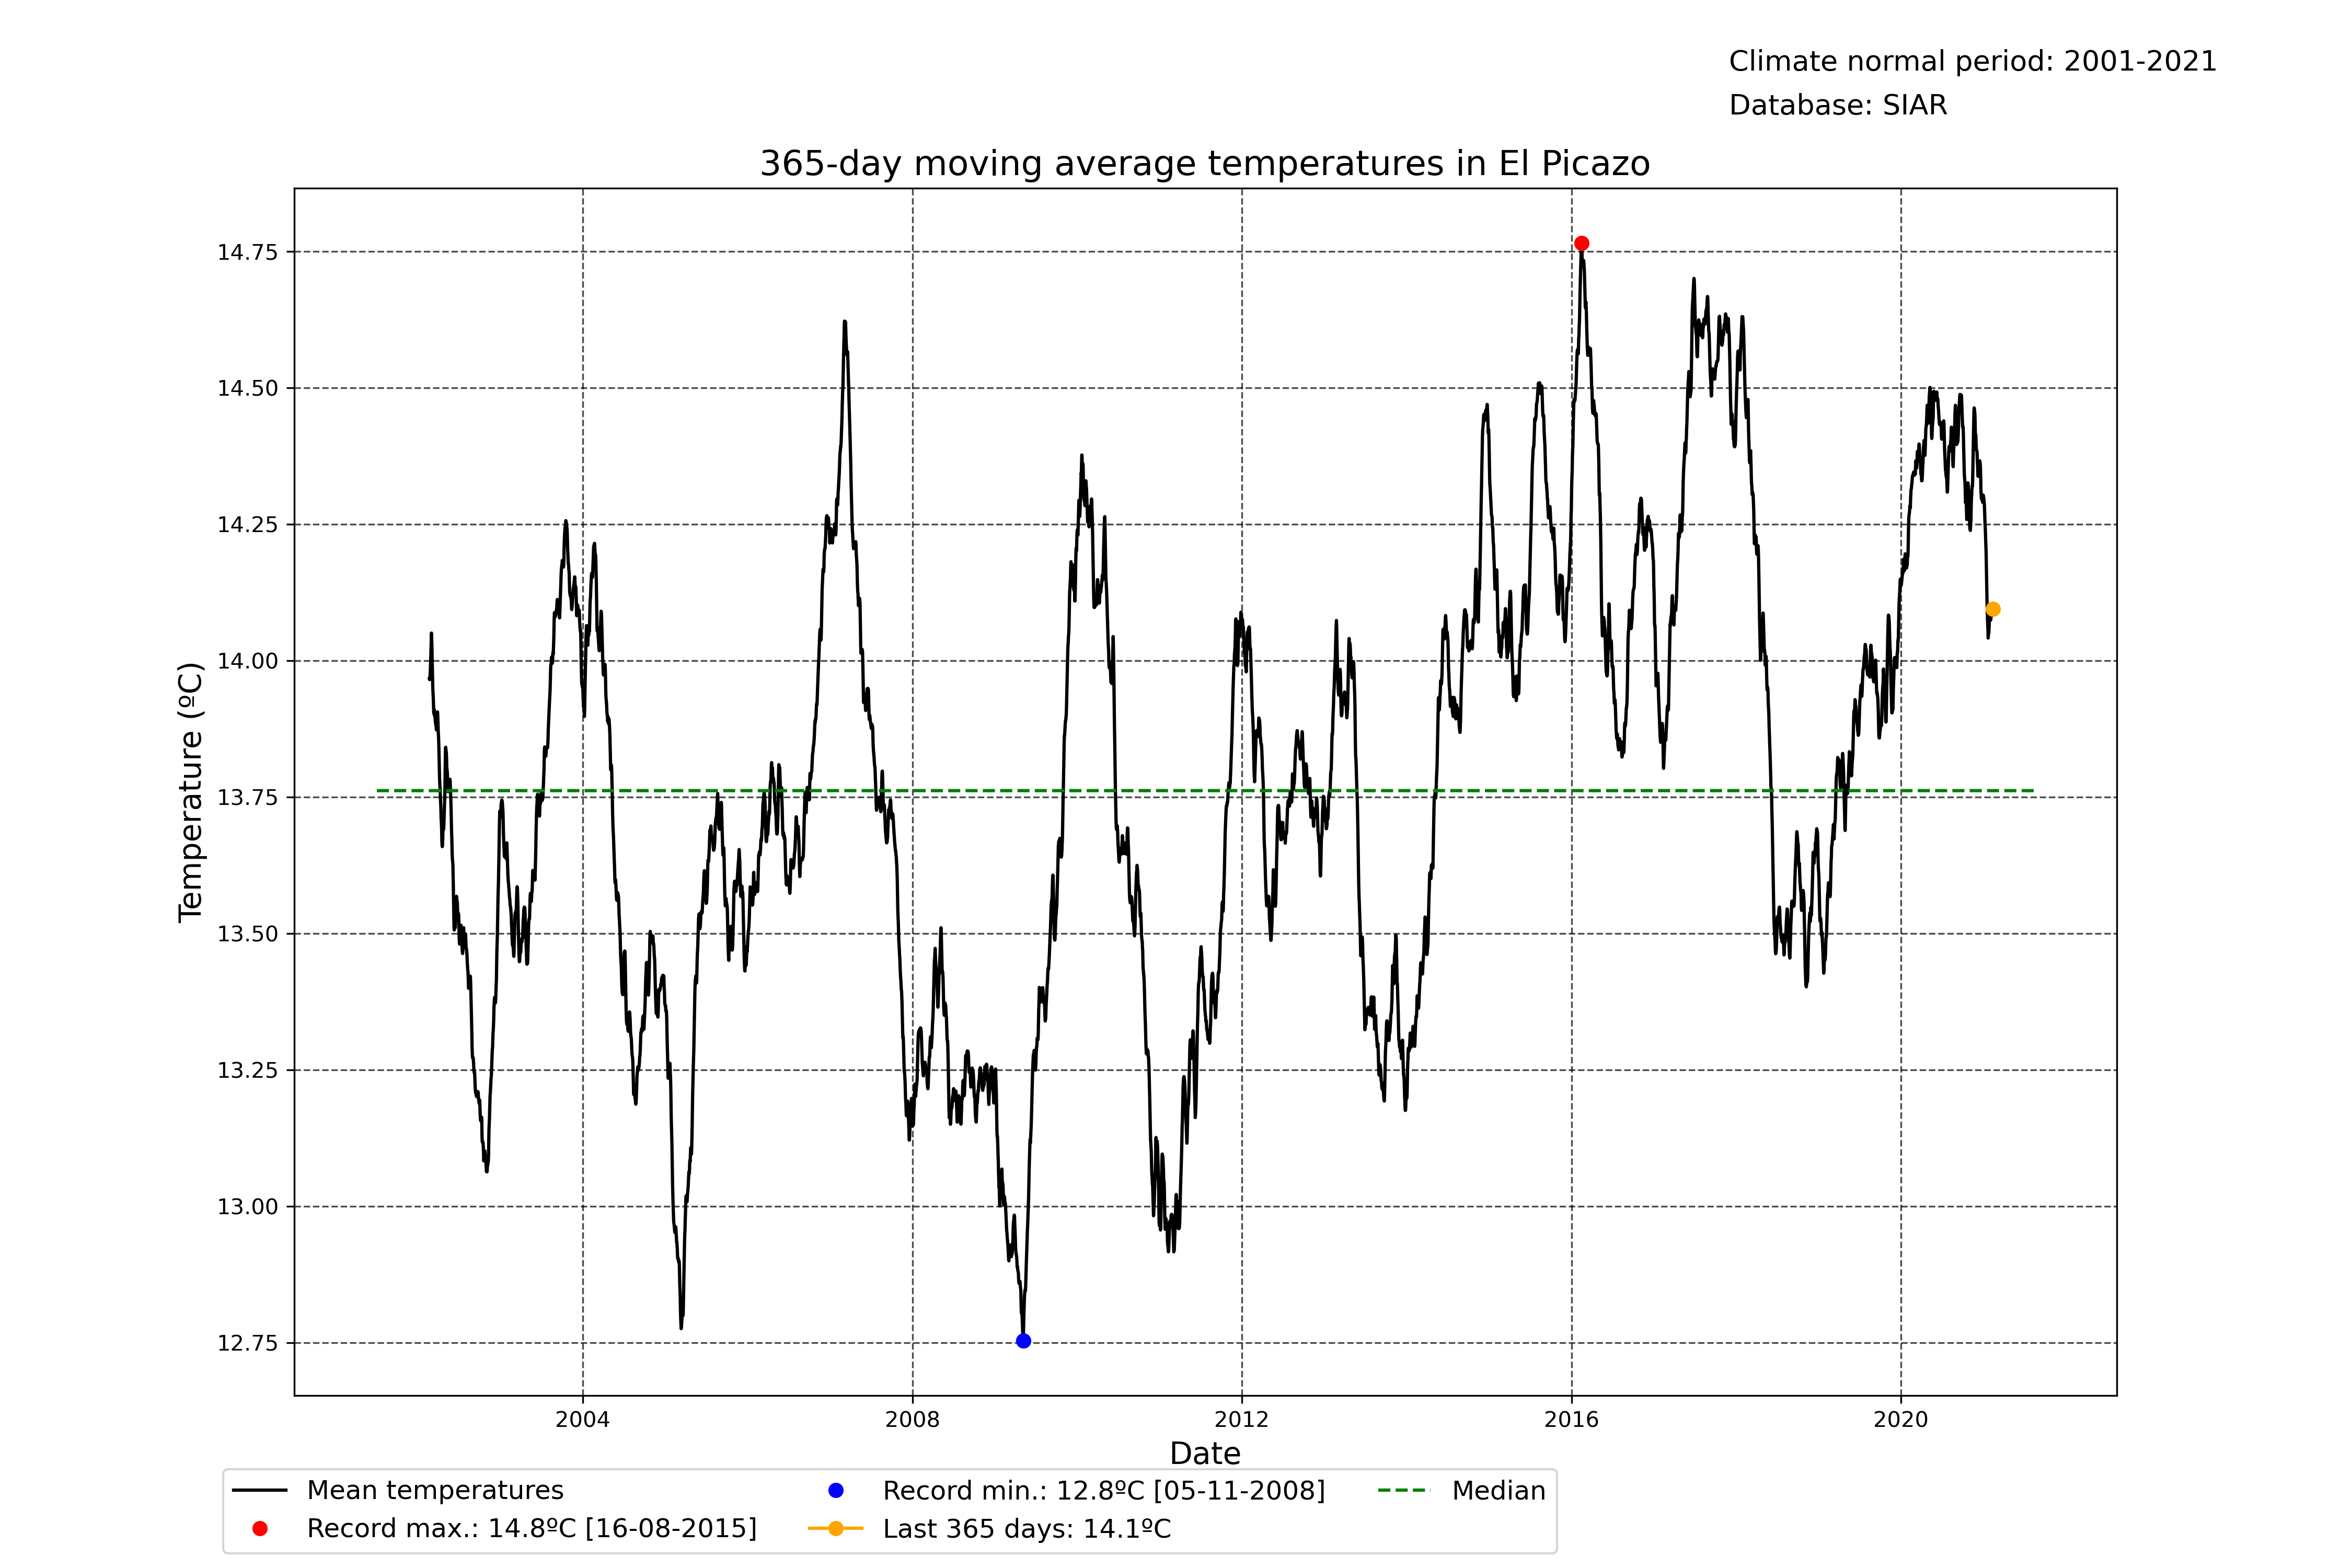 Climate normal period: 2001-2021
Database: SIAR
365-day moving average temperatures in El Picazo
Temperature (ºC)
14.75
14.50
14.25
14.00
13.75
13.50
13.25
13.00
12.75
2004 2008 2012 2016 2020
Date
Mean temperatures
Record max.: 14.8ºC [16-08-2015]
Record min.: 12.8ºC [05-11-2008]
Last 365 days: 14.1ºC
Median